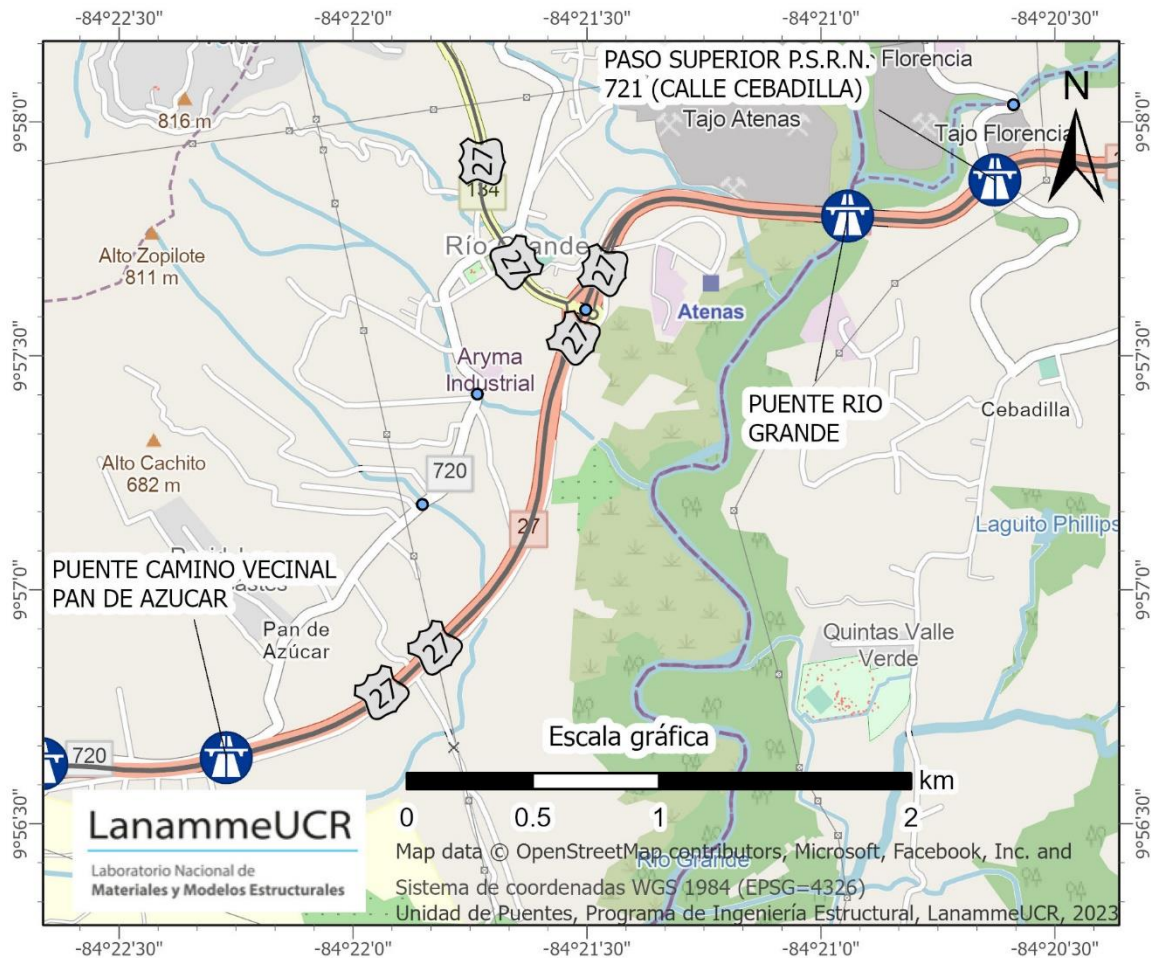 -84°22'30"
-84°22'0"
-84°21'30"
-84°21'0"
-84°20'30"
9°58'0"
9°57'30"
9°57'0"
9°56'30"
9°58'0"
9°57'30"
9°57'0"
9°56'30"
PASO SUPERIOR P.S.R.N.
721 (CALLE CEBADILLA)
Florencia
N
816 m
Tajo Atenas
Tajo Florencia
27
134
Alto Zopilote
811 m
Río Grande
27
27
Atenas
27
Aryma
Industrial
PUENTE RIO
GRANDE
Cebadilla
Alto Cachito
682 m
720
27
Laguito Phillips
PUENTE CAMINO VECINAL
PAN DE AZUCAR
Pan de
Azúcar
27
27
Quintas Valle
Verde
Escala gráfica
720
km
0
0.5
1
2
LanammeUCR
Laboratorio Nacional de
Materiales y Modelos Estructurales
Río Grande
Map data © OpenStreetMap contributors, Microsoft, Facebook, Inc. and
Sistema de coordenadas WGS 1984 (EPSG=4326)
Unidad de Puentes, Programa de Ingeniería Estructural, LanammeUCR, 2023
-84°22'30"
-84°22'0"
-84°21'30"
-84°21'0"
-84°20'30"